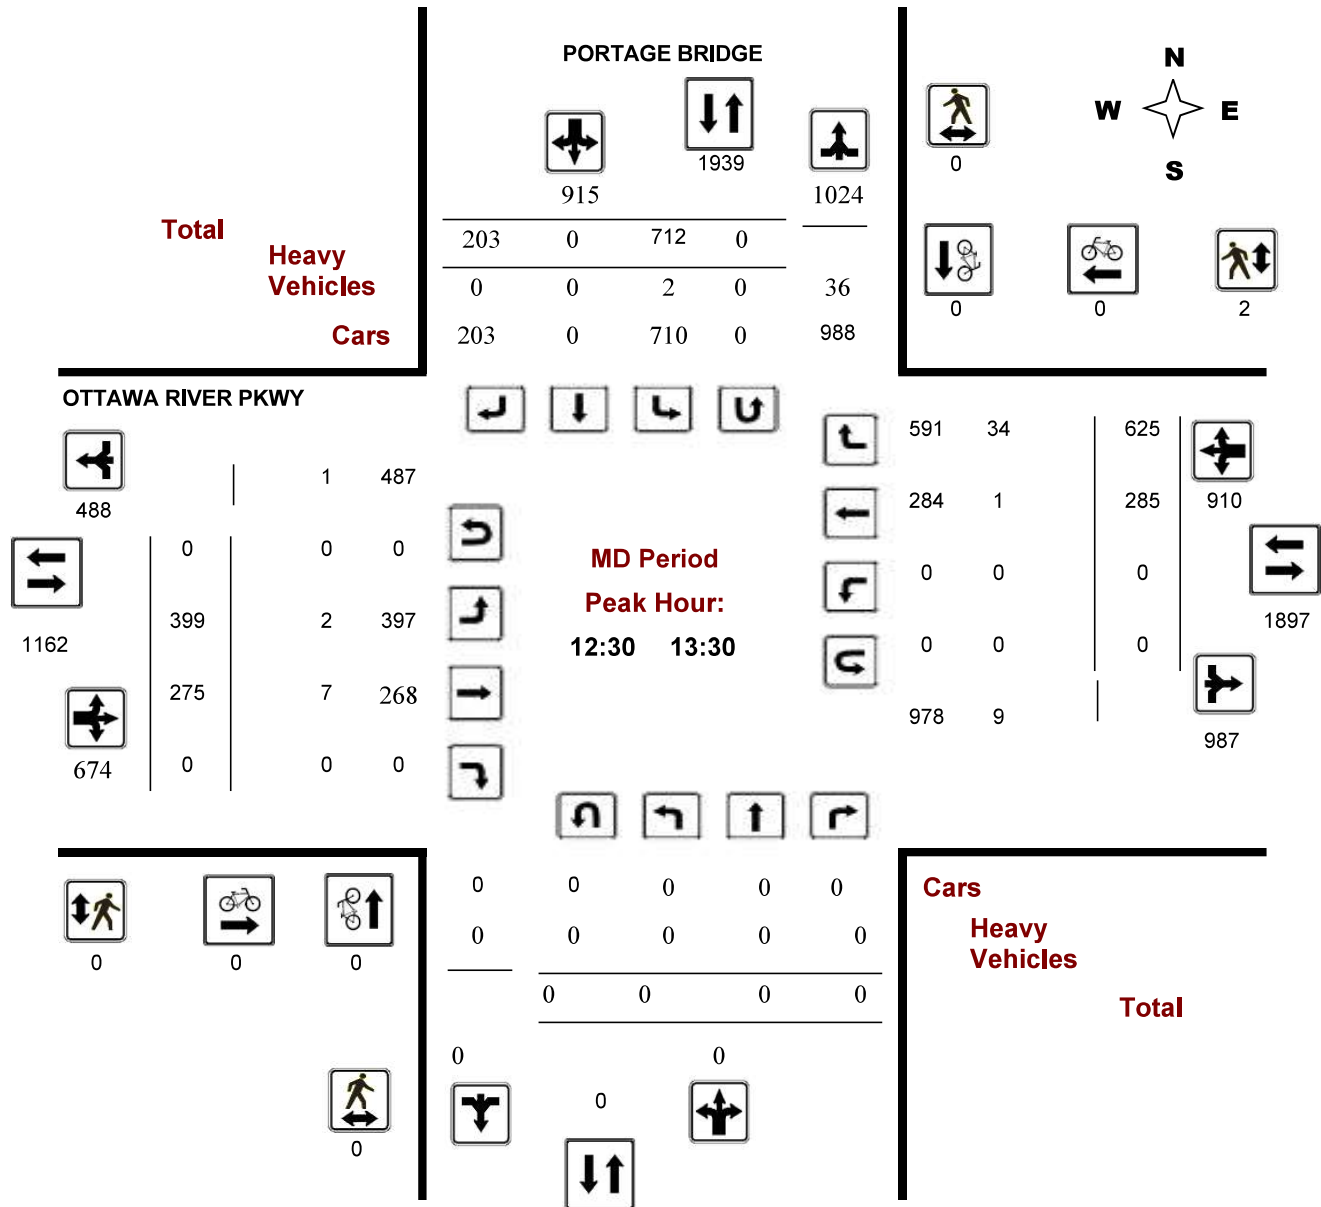 PORTAGE BRIDGE
N
W E
S
1939
0
915
1024
Total
203 0 712 0
Heavy
Vehicles
0 0 2 0 36
0 0 2
Cars
203 0 710 0 988
OTTAWA RIVER PKWY
591 34 625
1 487
488
284 1 285 910
0 0 0
MD Period
0 0 0
Peak Hour:
399 2 397
1162
12:30 13:30
0 0 0
1897
275 7 268
978 9
987
674
0 0 0
0 0 0 0 0
Cars
0 0 0 0 0
Heavy
Vehicles
0 0 0
0 0 0 0
Total
0 0
0
0